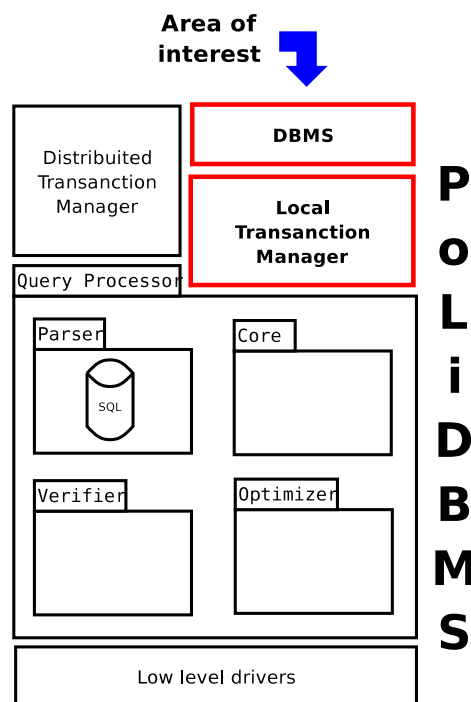 Area of
interest
DBMS
Distribuited
Transanction
Manager
Local
Transanction
Manager
Query Processor
Parser
SQL
Core
Verifier
Optimizer
Low level drivers
P
o
L
i
D
B
M
S